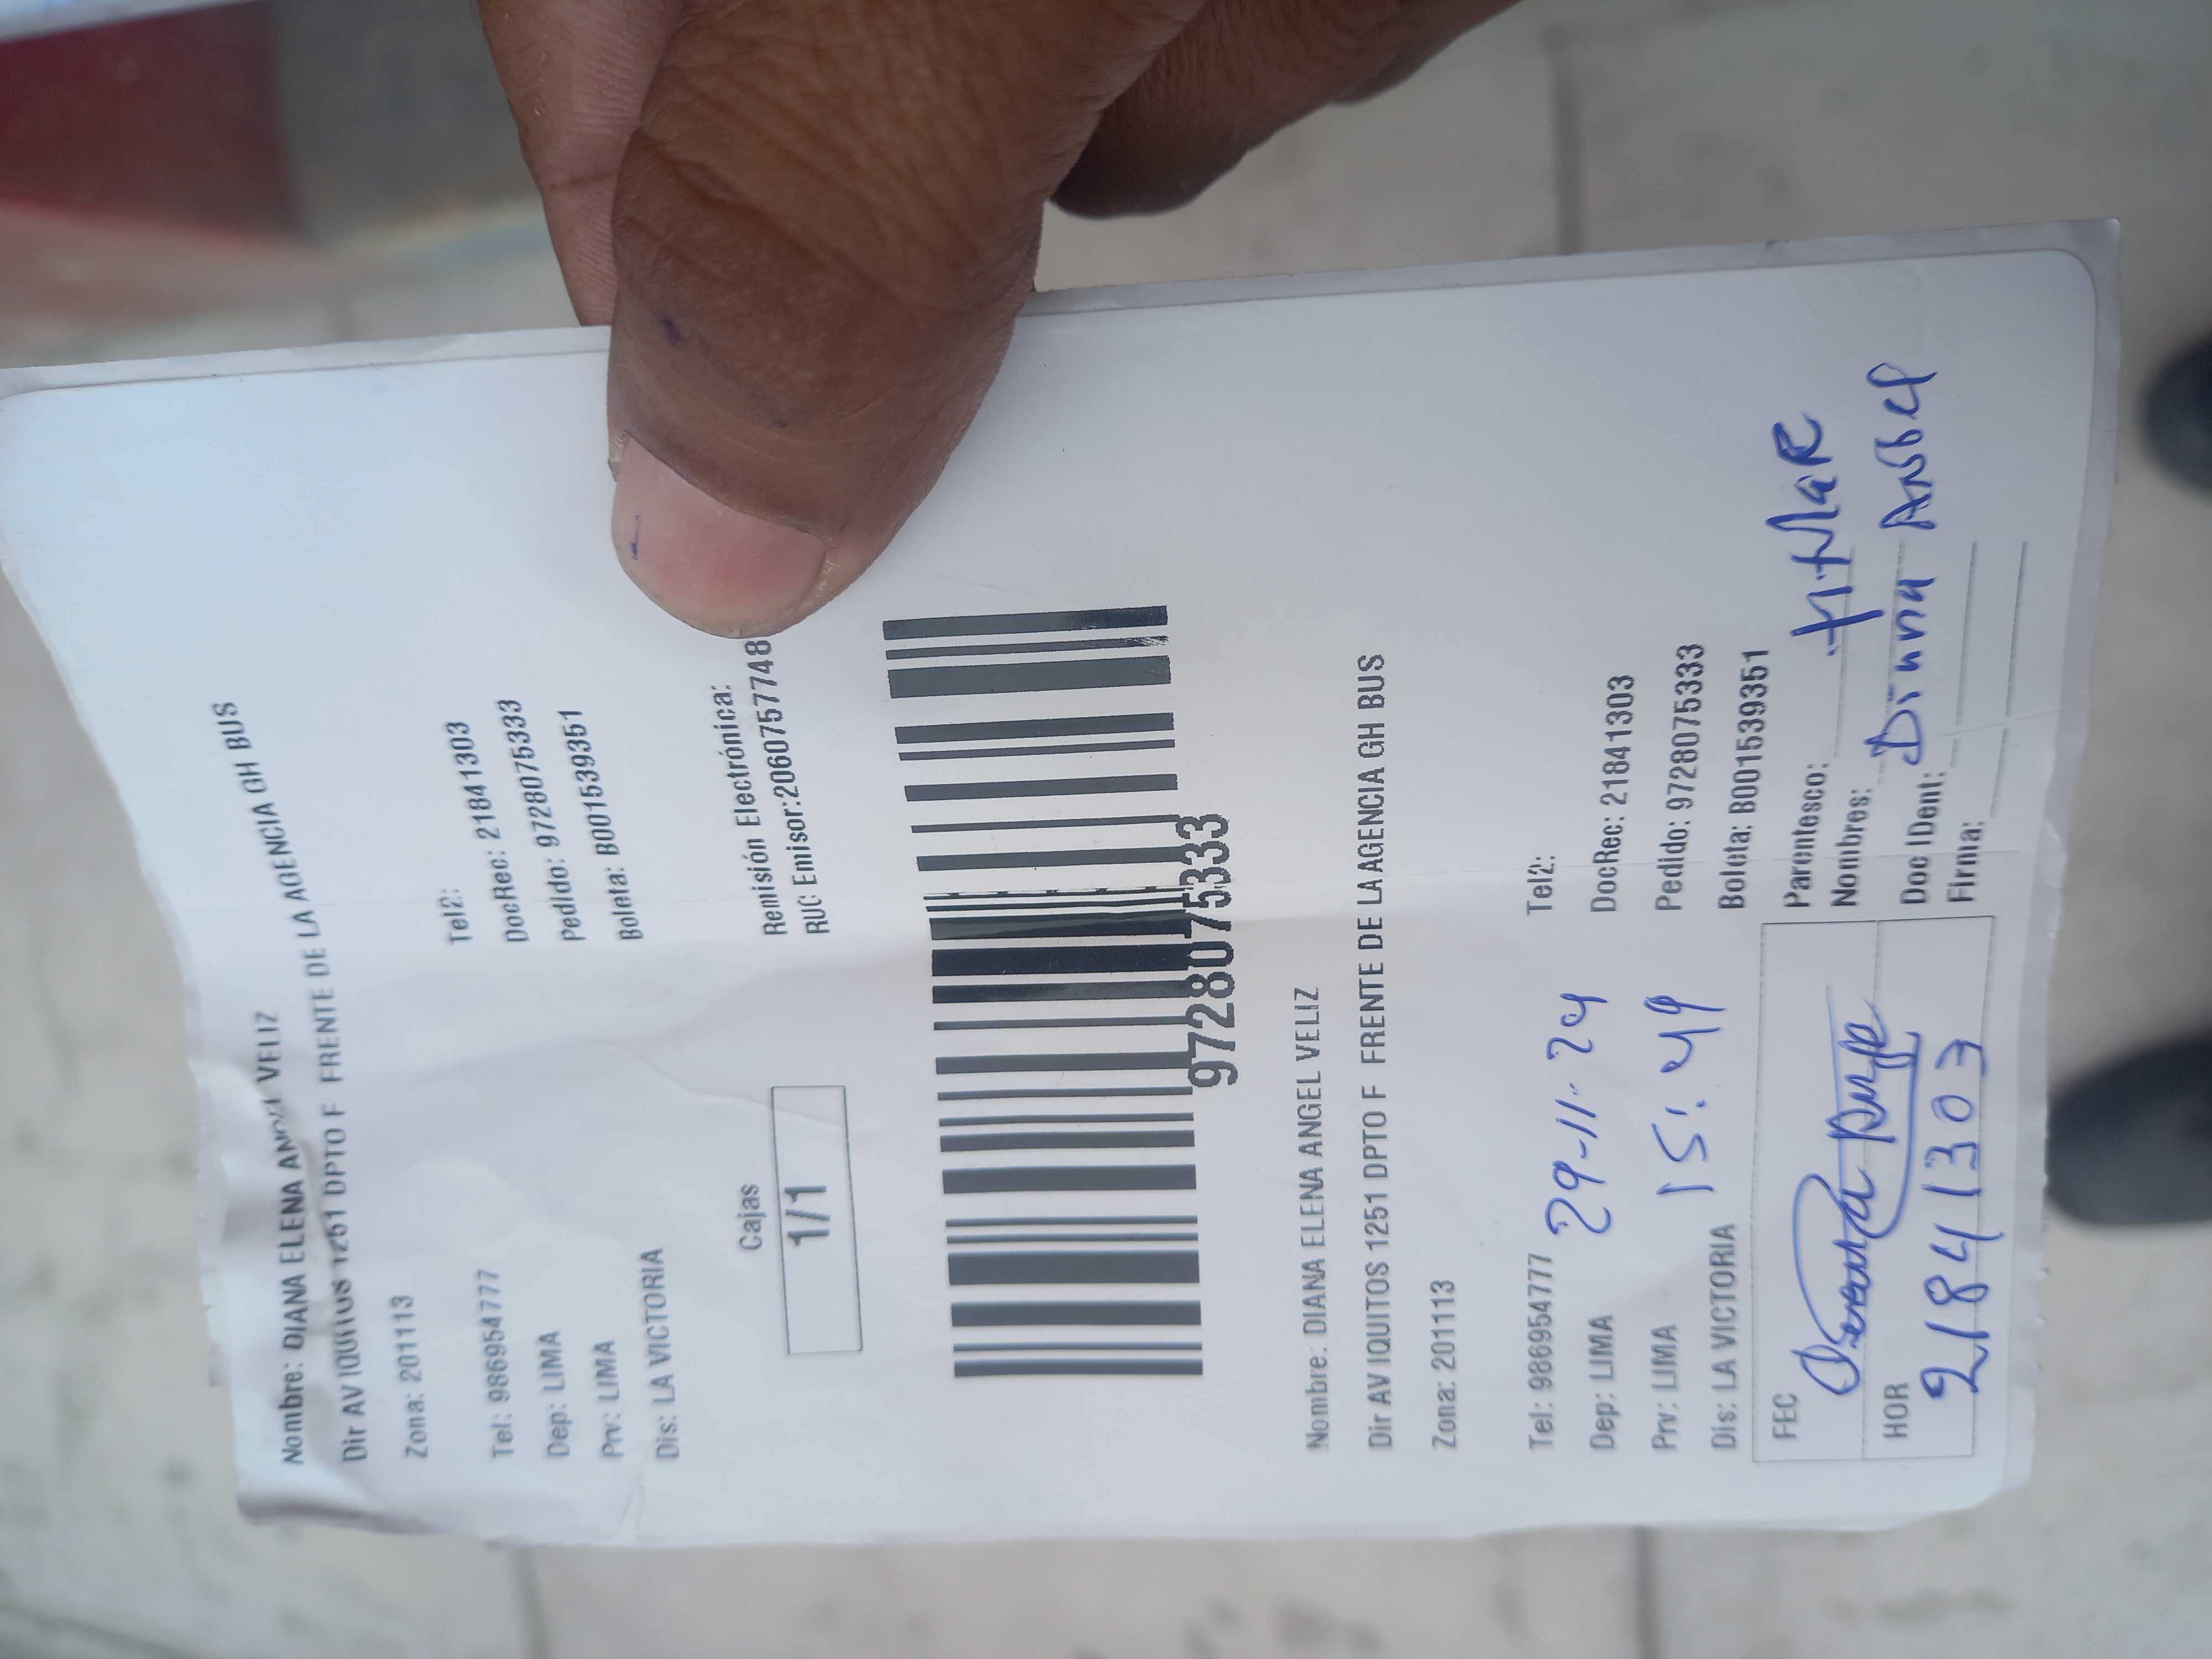 Nombre: DIANA ELENA ANGEL VELIZ
Dir AV IQUITOS 1251 DPTO F FRENTE DE LA AGENCIA GH BUS
Zona: 201113
Tel: 986954777 Tel2:
Dep: LIMA DocRec: 21841303
Prv: LIMA Pedido: 9728075333
Dis: LA VICTORIA Boleta: B001539351
Cajas
1/1
Remisión Electrónica:
RUC Emisor:2060757748
9728075333
Nombre: DIANA ELENA ANGEL VELIZ
Dir AV IQUITOS 1251 DPTO F FRENTE DE LA AGENCIA GH BUS
Zona: 201113
Tel: 986954777 Tel2:
29-11-24
Dep: LIMA DocRec: 21841303
Prv: LIMA Pedido: 9728075333
15:49
Dis: LA VICTORIA Boleta: B001539351
FEC Parentesco: titlaR
Nombres: Diana Angel
HOR 21841303 Doc IDent:
Firma: